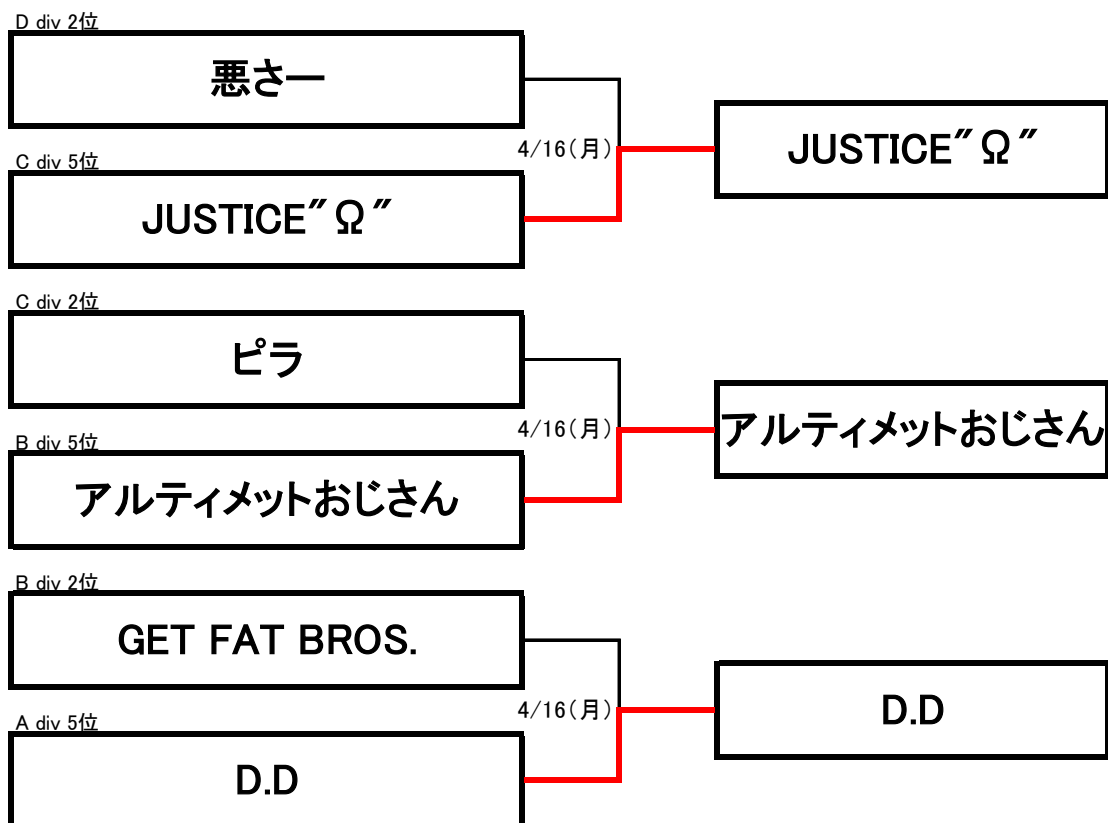 D div 2位
悪さー
4/16(月)
JUSTICE"Ω"
C div 5位
JUSTICE"Ω"
C div 2位
ピラ
4/16(月)
アルティメットおじさん
B div 5位
アルティメットおじさん
B div 2位
GET FAT BROS.
4/16(月)
D.D
A div 5位
D.D